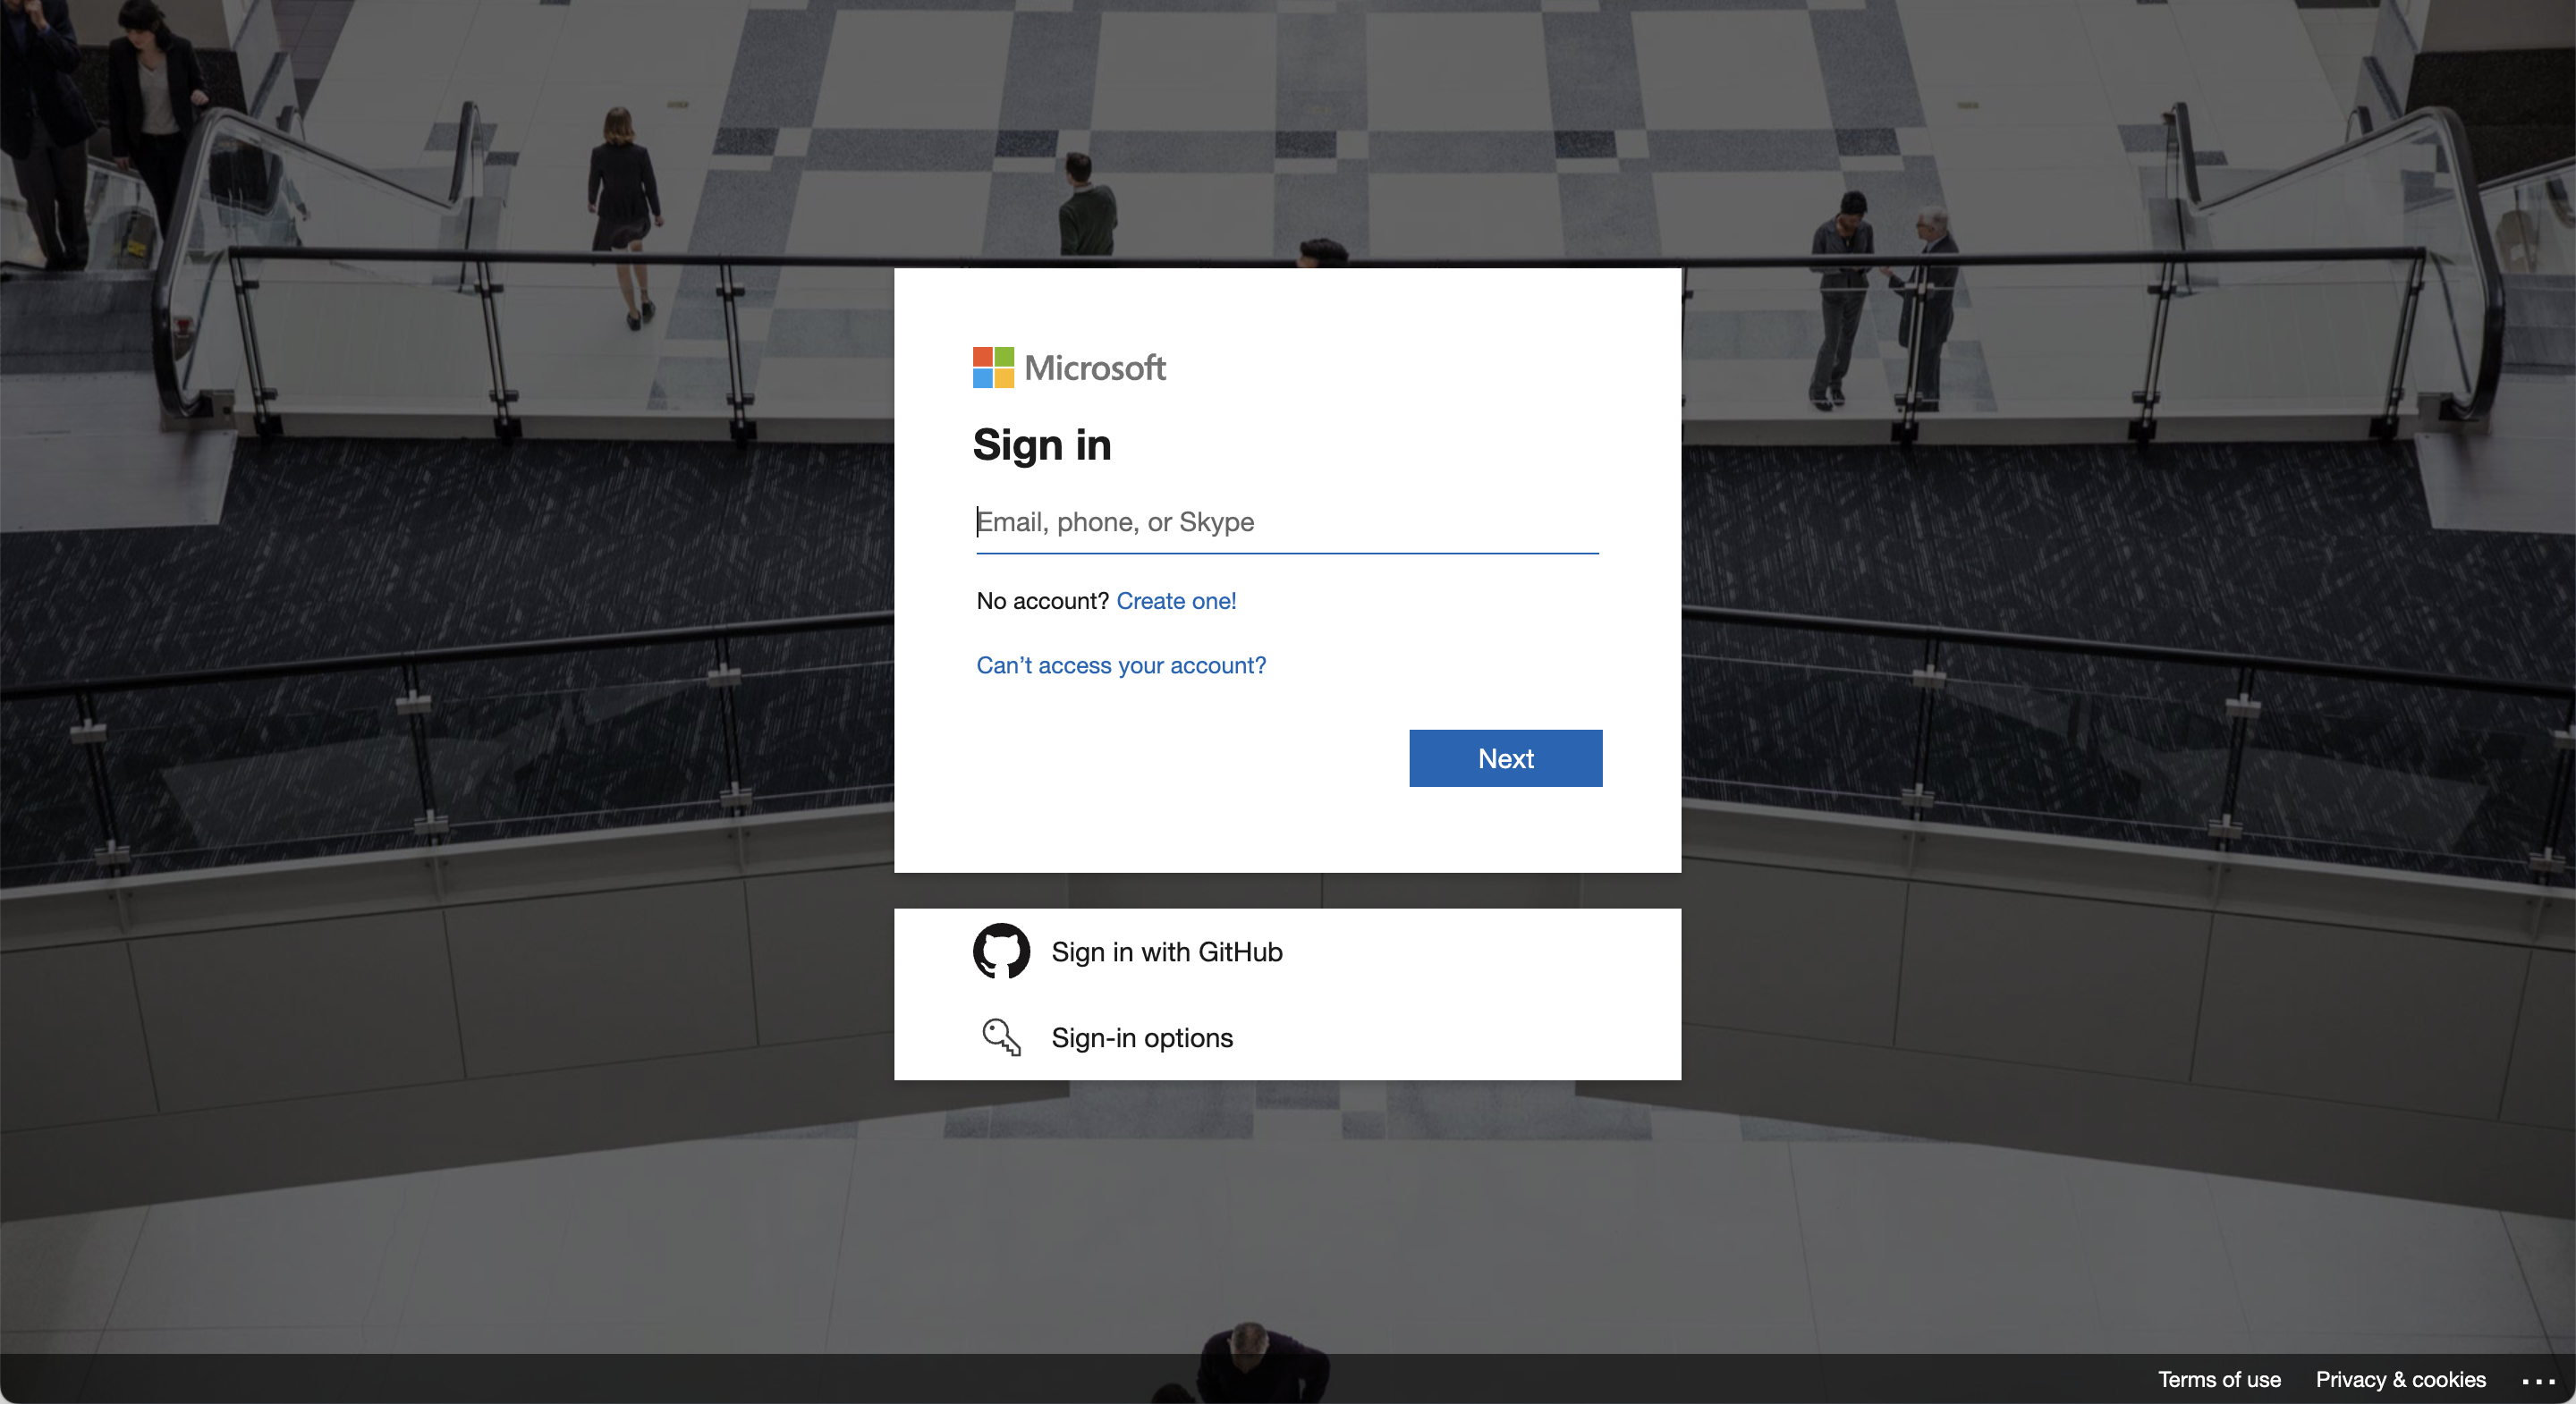 Microsoft
Sign in
Email, phone, or Skype
No account? Create one!
Can’t access your account?
Next
Sign in with GitHub
Sign-in options
Terms of use
Privacy & cookies
...